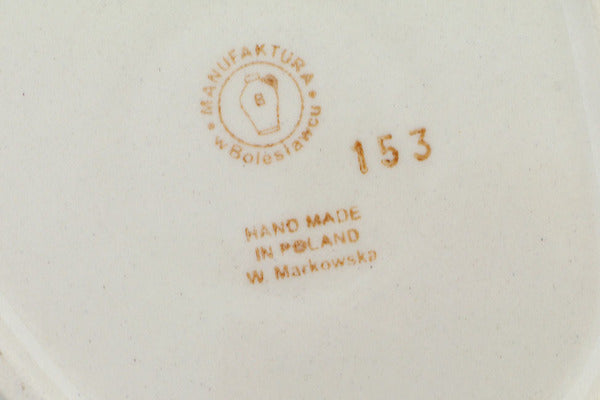 MANUFAKTURA
w Bolesławcu
B
153
HAND MADE
IN POLAND
W. Markowska